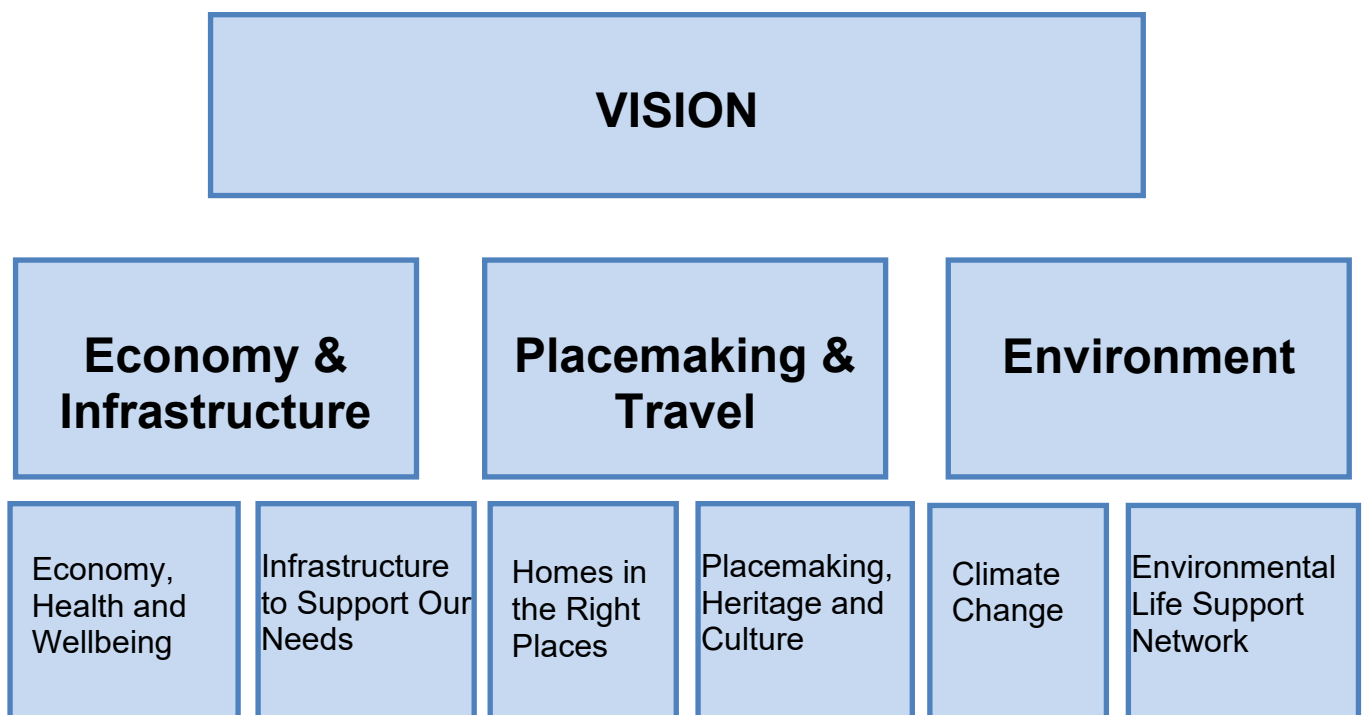 VISION
Economy &
Infrastructure
Placemaking &
Travel
Environment
Economy,
Health and
Wellbeing
Infrastructure
to Support Our
Needs
Homes in
the Right
Places
Placemaking,
Heritage and
Culture
Climate
Change
Environmental
Life Support
Network